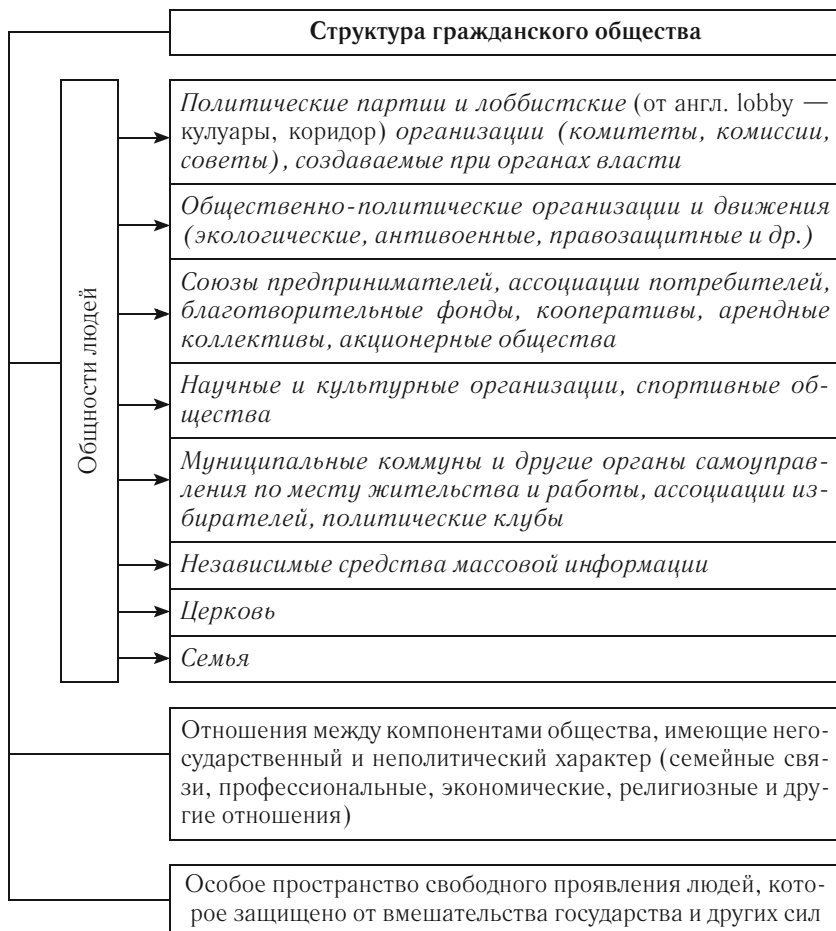 Структура гражданского общества
Общности людей
Политические партии и лоббистские (от англ. lobby —
кулуары, коридор) организации (комитеты, комиссии,
советы), создаваемые при органах власти
Общественно-политические организации и движения
(экологические, антивоенные, правозащитные и др.)
Союзы предпринимателей, ассоциации потребителей,
благотворительные фонды, кооперативы, арендные
коллективы, акционерные общества
Научные и культурные организации, спортивные об-
щества
Муниципальные коммуны и другие органы самоуправ-
ления по месту жительства и работы, ассоциации из-
бирателей, политические клубы
Независимые средства массовой информации
Церковь
Семья
Отношения между компонентами общества, имеющие него-
сударственный и неполитический характер (семейные свя-
зи, профессиональные, экономические, религиозные и дру-
гие отношения)
Особое пространство свободного проявления людей, кото-
рое защищено от вмешательства государства и других сил